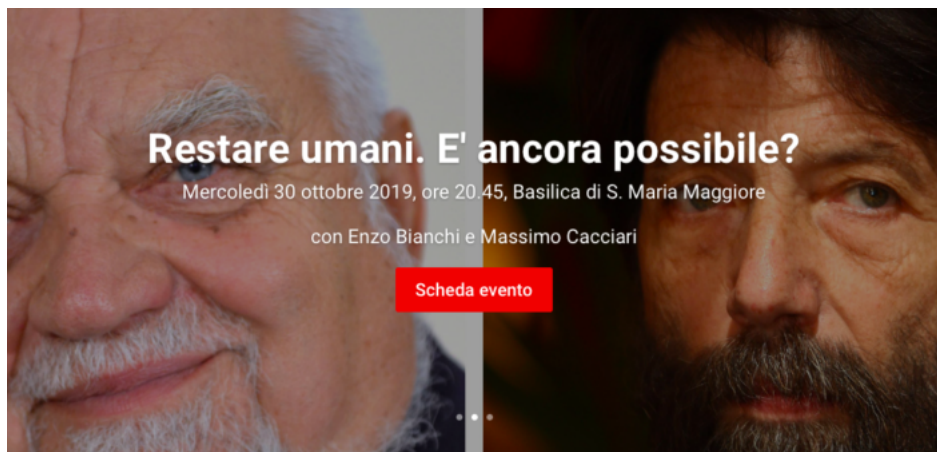 Restare umani. E' ancora possibile?
Mercoledì 30 ottobre 2019, ore 20.45, Basilica di S. Maria Maggiore
con Enzo Bianchi e Massimo Cacciari
Scheda evento